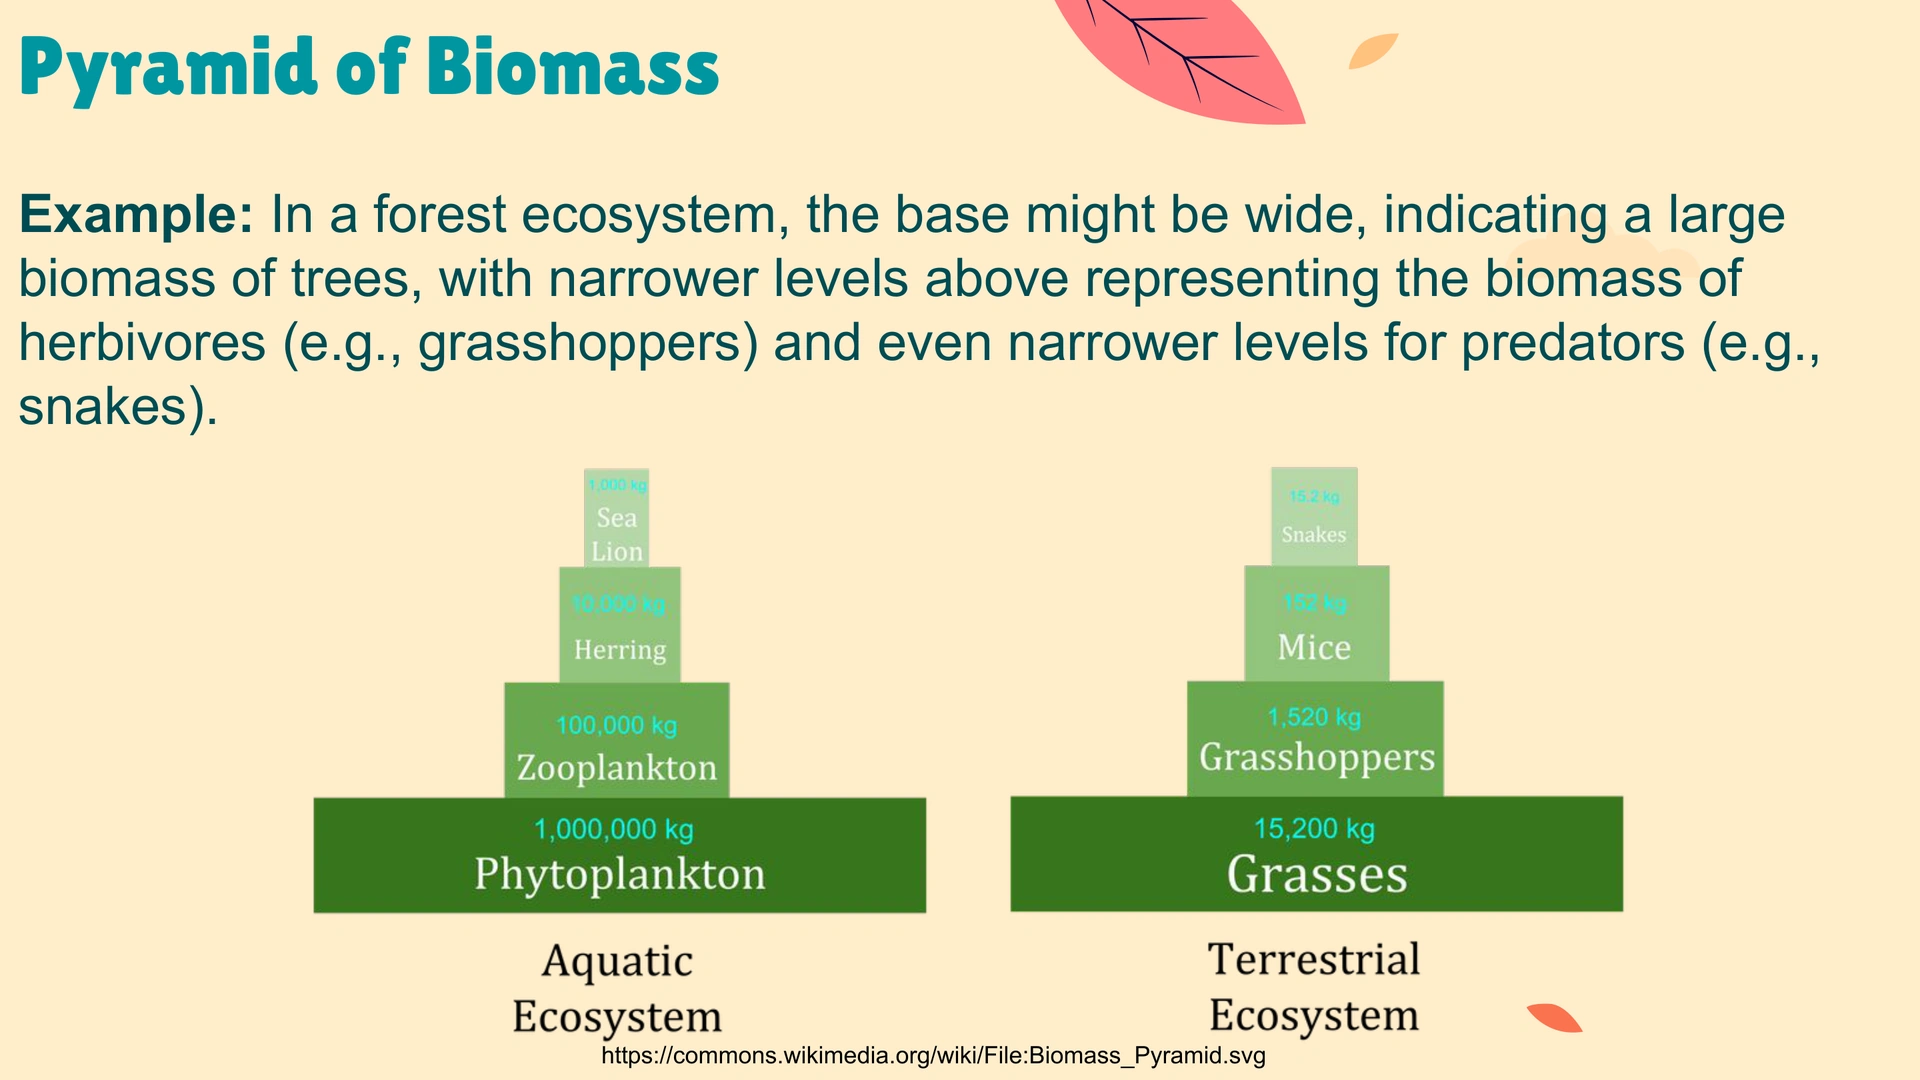 Pyramid of Biomass
Example: In a forest ecosystem, the base might be wide, indicating a large
biomass of trees, with narrower levels above representing the biomass of
herbivores (e.g., grasshoppers) and even narrower levels for predators (e.g.,
snakes).
1,000 kg
Sea
Lion
10,000 kg
Herring
100,000 kg
Zooplankton
1,000,000 kg
Phytoplankton
Aquatic
Ecosystem
15.2 kg
Snakes
152 kg
Mice
1,520 kg
Grasshoppers
15,200 kg
Grasses
Terrestrial
Ecosystem
https://commons.wikimedia.org/wiki/File:Biomass_Pyramid.svg